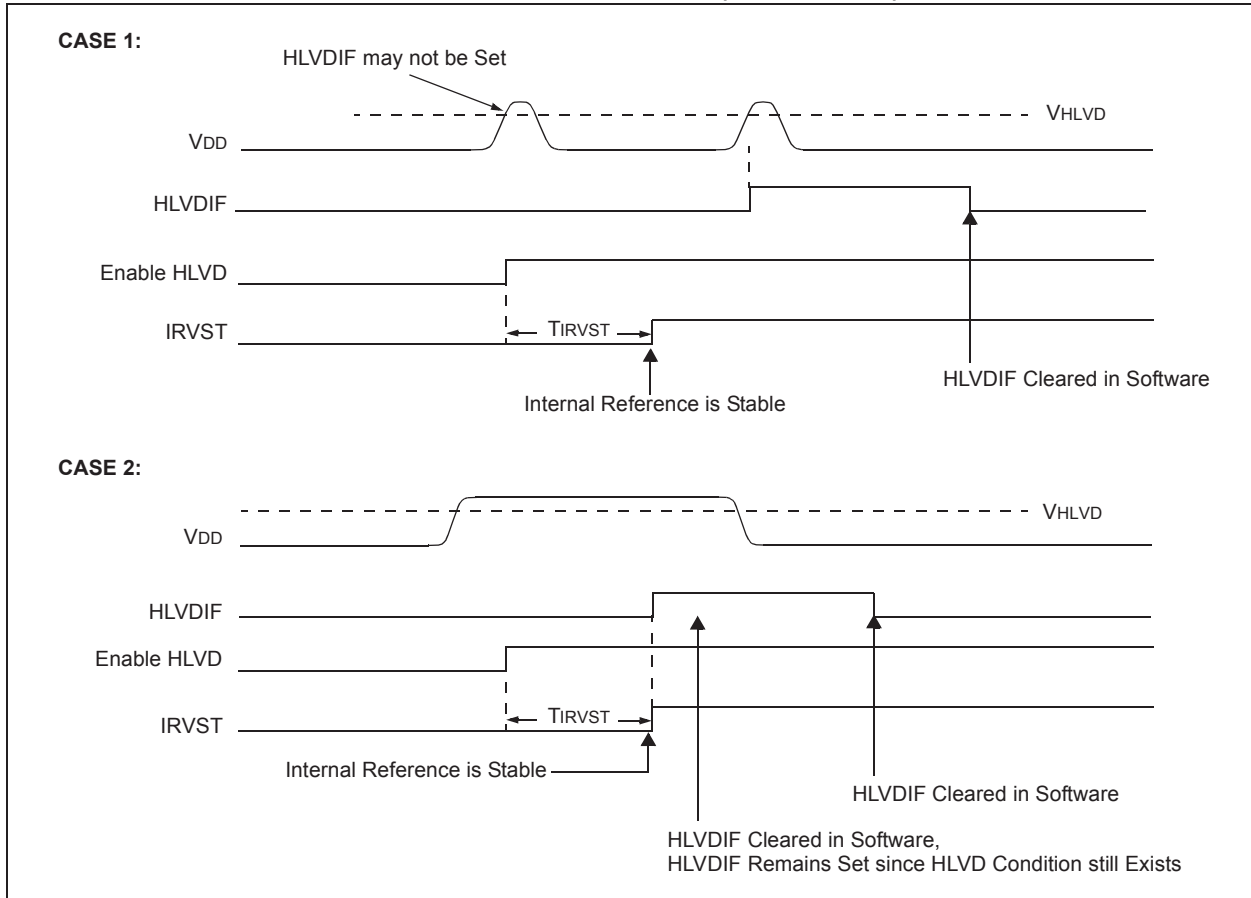 CASE 1:
HLVDIF may not be Set
VHLVD
VDD
HLVDIF
Enable HLVD
IRVST
TIRVST
HLVDIF Cleared in Software
Internal Reference is Stable
CASE 2:
VHLVD
VDD
HLVDIF
Enable HLVD
TIRVST
IRVST
Internal Reference is Stable
HLVDIF Cleared in Software
HLVDIF Cleared in Software,
HLVDIF Remains Set since HLVD Condition still Exists